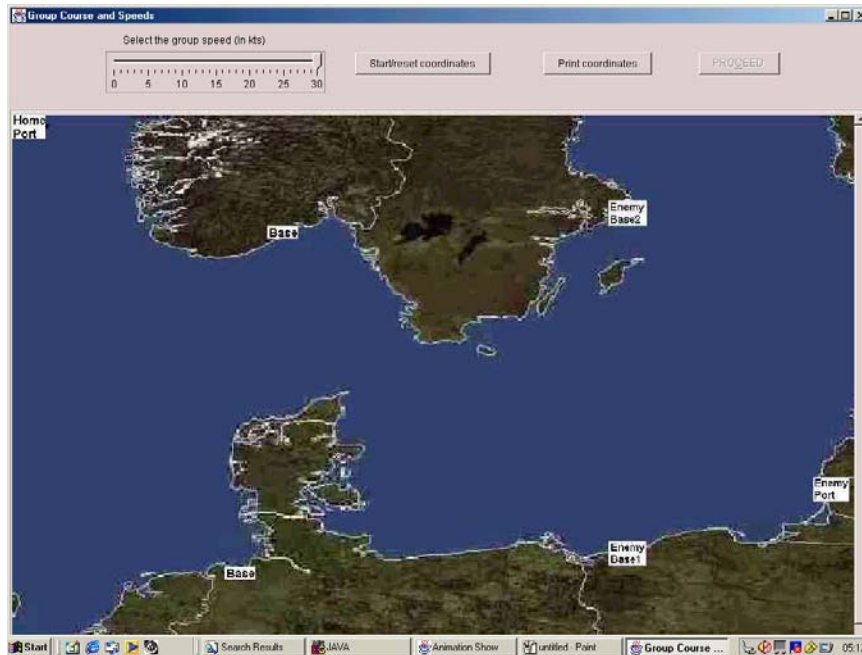 Group Course and Speeds
Select the group speed (in kts)
0 5 10 15 20 25 30
Start/reset coordinates
Print coordinates
PROCEED
Home
Port
Base
Enemy
Base2
Enemy
Port
Enemy
Base1
Base
Start
Search Results
JAVA
Animation Show
untitled - Paint
Group Course ...